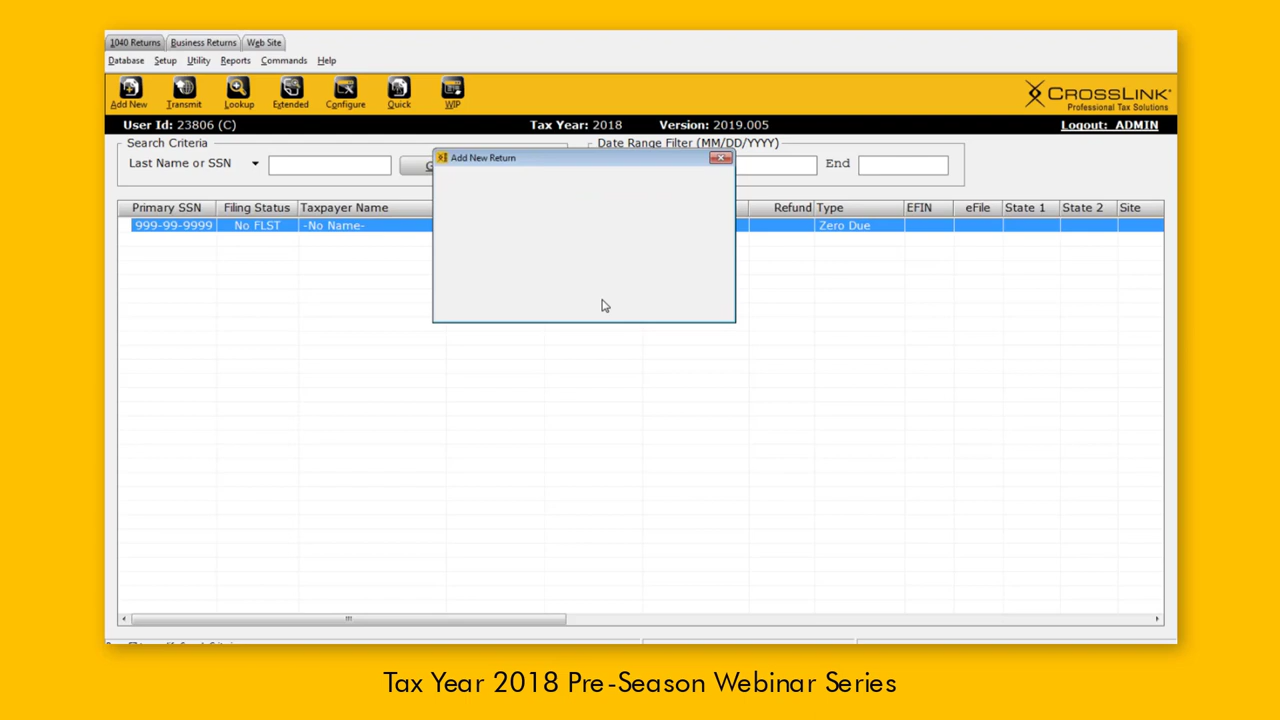 1040 Returns Business Returns Web Site
Database Setup Utility Reports Commands Help
Add New Transmit Lookup Extended Configure Quick WIP
CROSSLINK
Professional Tax Solutions
User Id: 23806 (C) Tax Year: 2018 Version: 2019.005 Logout: ADMIN
Search Criteria Date Range Filter (MM/DD/YYYY)
Last Name or SSN End
Add New Return
Primary SSN Filing Status Taxpayer Name Refund Type EFIN eFile State 1 State 2 Site
999-99-9999 No FLST -No Name- Zero Due
Tax Year 2018 Pre-Season Webinar Series